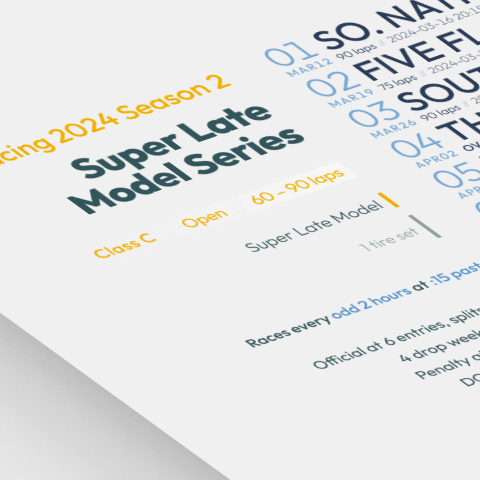 cing 2024 Season 2
Super Late
Model Series
Class C
Open
60 – 90 laps
Super Late Model
1 tire set
Races every odd 2 hours at :15 past
Official at 6 entries, splits
4 drop week
Penalty a
01 SO. NAT
MAR12 90 laps // 2024-03-16 20:15
02 FIVE FL
MAR19 75 laps // 2024-03-
03 SOUT
MAR26 90 laps // 2
04 TH
APR02
05